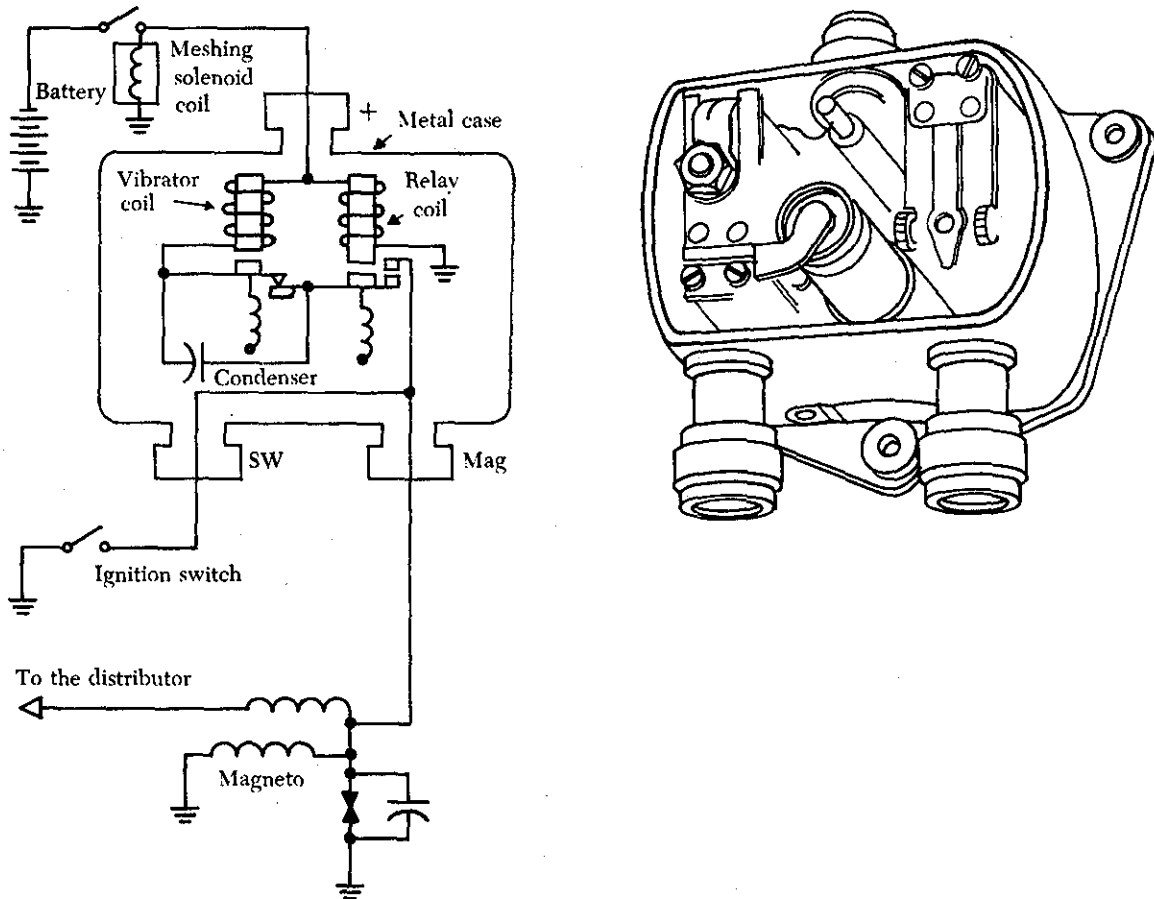 Meshing
solenoid
coil
Battery
+
Metal case
Vibrator
coil
Relay
coil
Condenser
SW
Mag
Ignition switch
To the distributor
Magneto